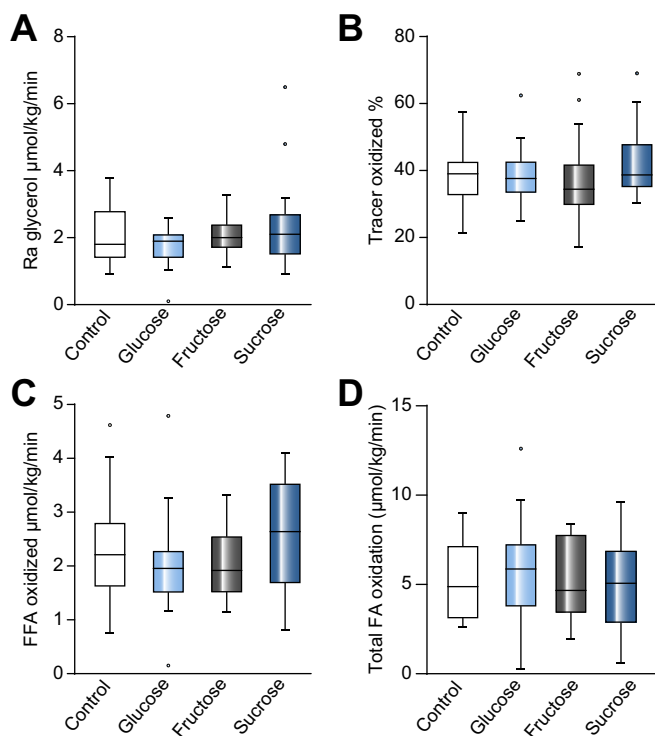 A
Ra glycerol μmol/kg/min
8
6
4
2
0
Control
Glucose
Fructose
Sucrose
B
Tracer oxidized %
80
60
40
20
0
Control
Glucose
Fructose
Sucrose
C
FFA oxidized μmol/kg/min
5
4
3
2
1
0
Control
Glucose
Fructose
Sucrose
D
Total FA oxidation (μmol/kg/min)
15
10
5
0
Control
Glucose
Fructose
Sucrose